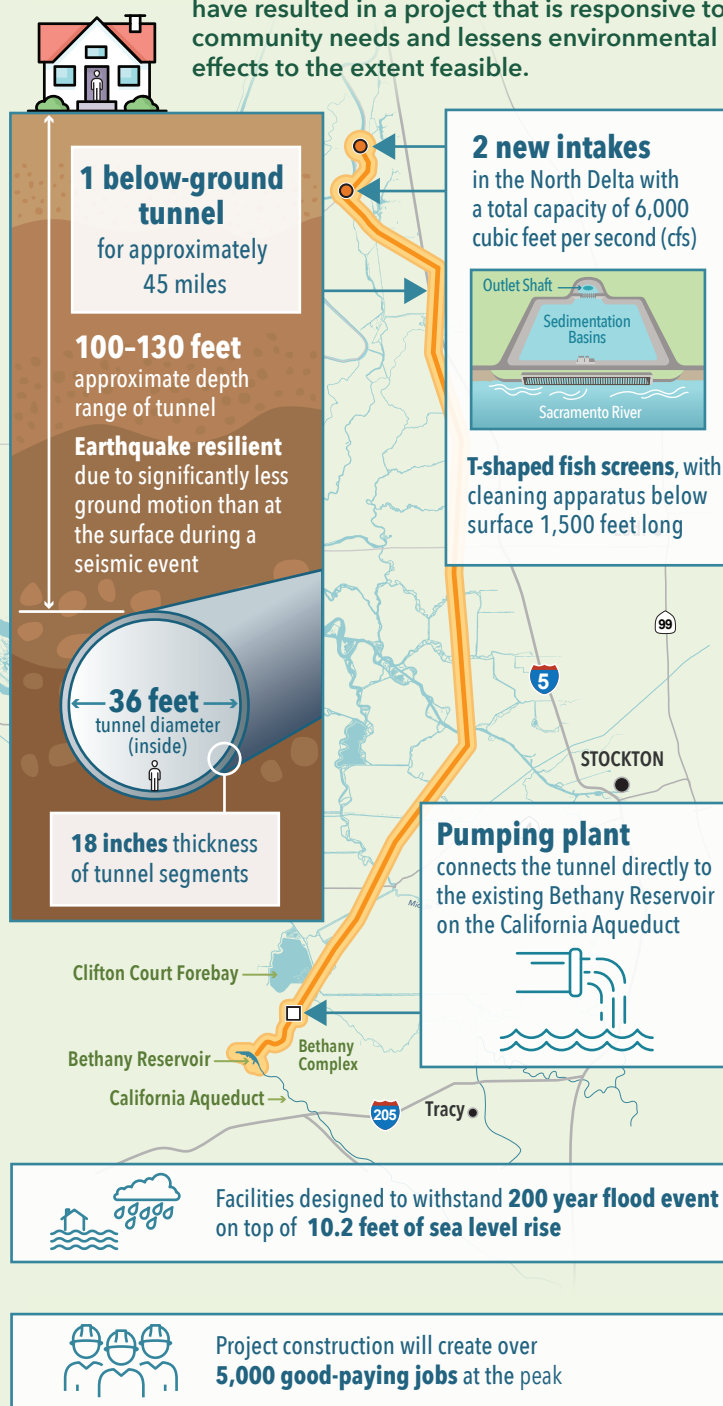 have resulted in a project that is responsive to
community needs and lessens environmental
effects to the extent feasible.
1 below-ground
tunnel
for approximately
45 miles
100–130 feet
approximate depth
range of tunnel
Earthquake resilient
due to significantly less
ground motion than at
the surface during a
seismic event
36 feet
tunnel diameter
(inside)
18 inches thickness
of tunnel segments
2 new intakes
in the North Delta with
a total capacity of 6,000
cubic feet per second (cfs)
Outlet Shaft
Sedimentation
Basins
Sacramento River
T-shaped fish screens, with
cleaning apparatus below
surface 1,500 feet long
99
5
STOCKTON
Pumping plant
connects the tunnel directly to
the existing Bethany Reservoir
on the California Aqueduct
Clifton Court Forebay
Bethany Reservoir
Bethany
Complex
California Aqueduct
205
Tracy
Facilities designed to withstand 200 year flood event
on top of 10.2 feet of sea level rise
Project construction will create over
5,000 good-paying jobs at the peak